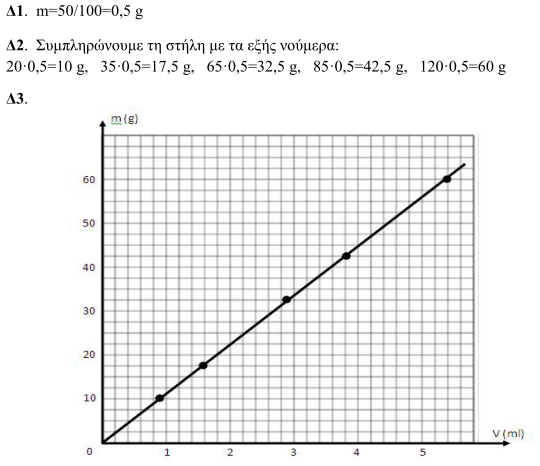 Δ1. m=50/100=0,5 g
Δ2. Συμπληρώνουμε τη στήλη με τα εξής νούμερα:
20·0,5=10 g, 35·0,5=17,5 g, 65·0,5=32,5 g, 85·0,5=42,5 g, 120·0,5=60 g
Δ3.
m (g)
60
50
40
30
20
10
0 1 2 3 4 5
V (ml)